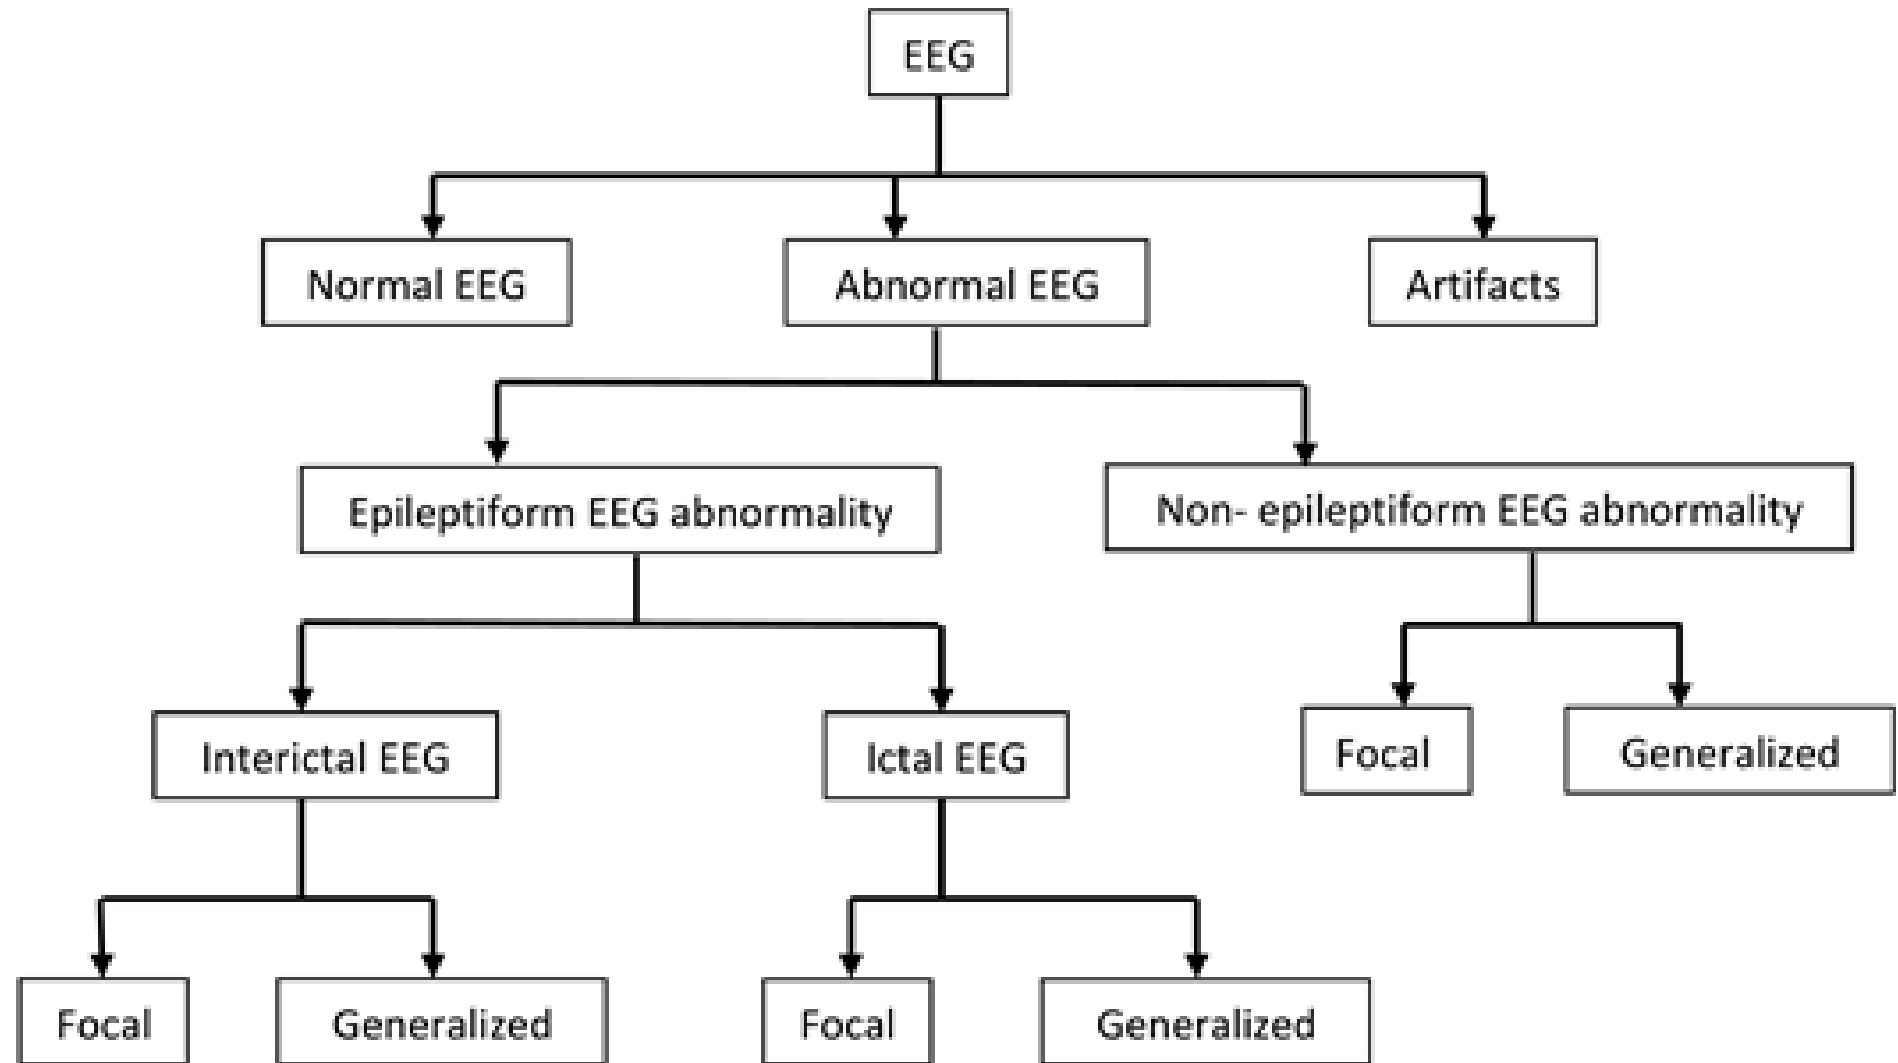 EEG
Normal EEG
Abnormal EEG
Artifacts
Epileptiform EEG abnormality
Non- epileptiform EEG abnormality
Interictal EEG
Ictal EEG
Focal
Generalized
Focal
Generalized
Focal
Generalized